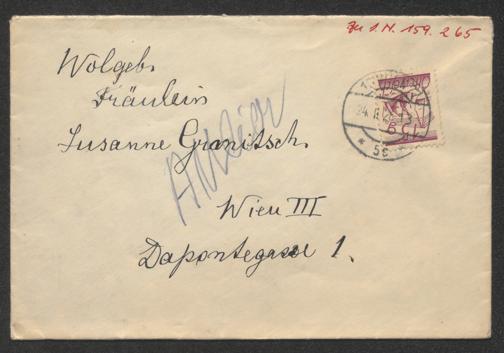 Zu I.N. 159.265
Wolgeb.
Fräulein
Susanne Granitsch.
Wien III
Dapontegasse 1.